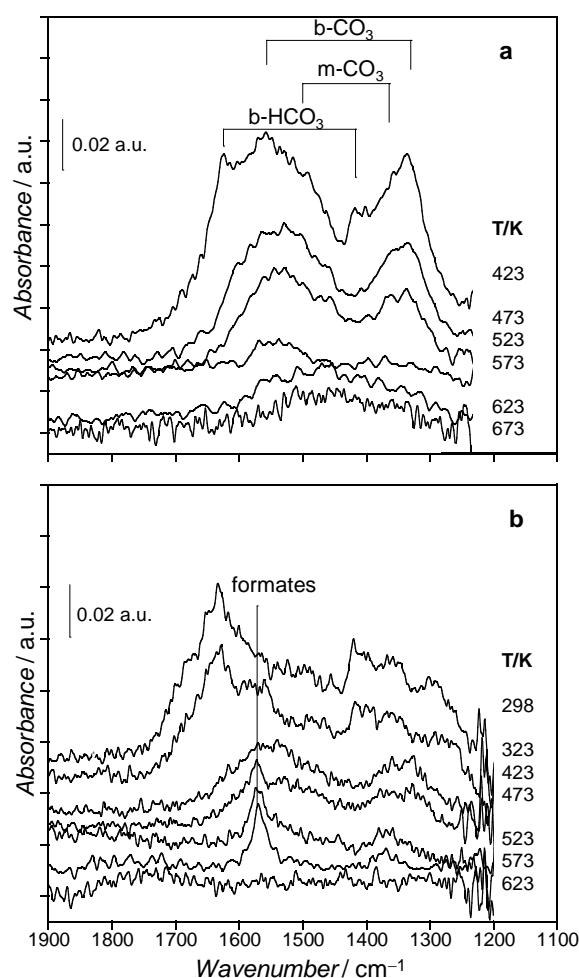 b-CO₃
a
m-CO₃
b-HCO₃
0.02 a.u.
Absorbance / a.u.
T/K
423
473
523
573
623
673
b
formates
0.02 a.u.
Absorbance / a.u.
T/K
298
323
423
473
523
573
623
1900 1800 1700 1600 1500 1400 1300 1200 1100
Wavenumber / cm⁻¹